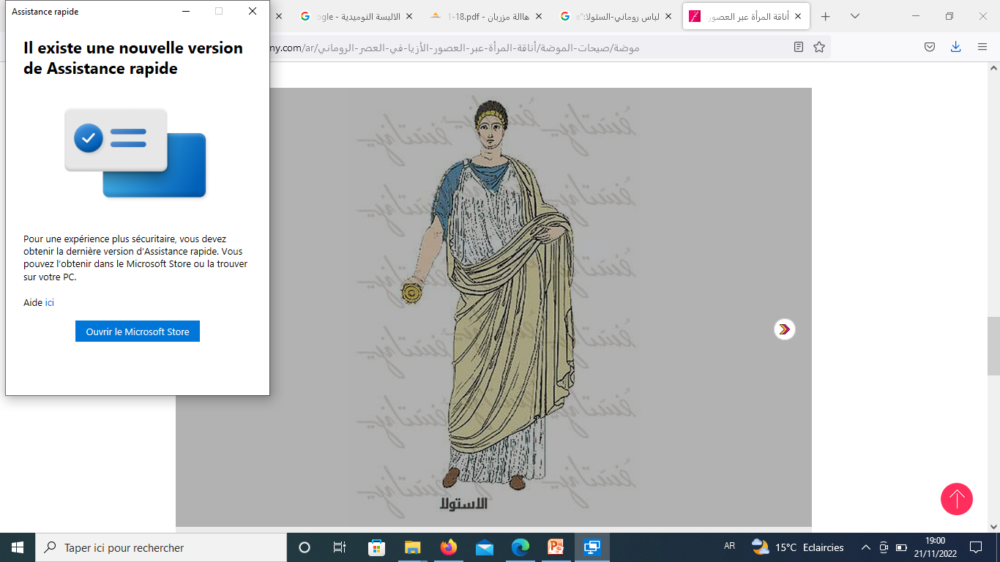 Assistance rapide
Il existe une nouvelle version
de Assistance rapide
Pour une expérience plus sécuritaire, vous devez
obtenir la dernière version d'Assistance rapide. Vous
pouvez l'obtenir dans le Microsoft Store ou la trouver
sur votre PC.
Aide ici
Ouvrir le Microsoft Store
الالبسة النوميدية - ogle
هالة مزربان - 1-18.pdf
لباس روماني-الستولا:"e
أناقة المرأة عبر العصور
ny.com/ar/موضة/صيحات-الموضة/أناقة-المرأة-عبر-العصور-الأزيا-في-العصر-الروماني
الاستولا
Taper ici pour rechercher
AR
15°C Eclaircies
19:00
21/11/2022